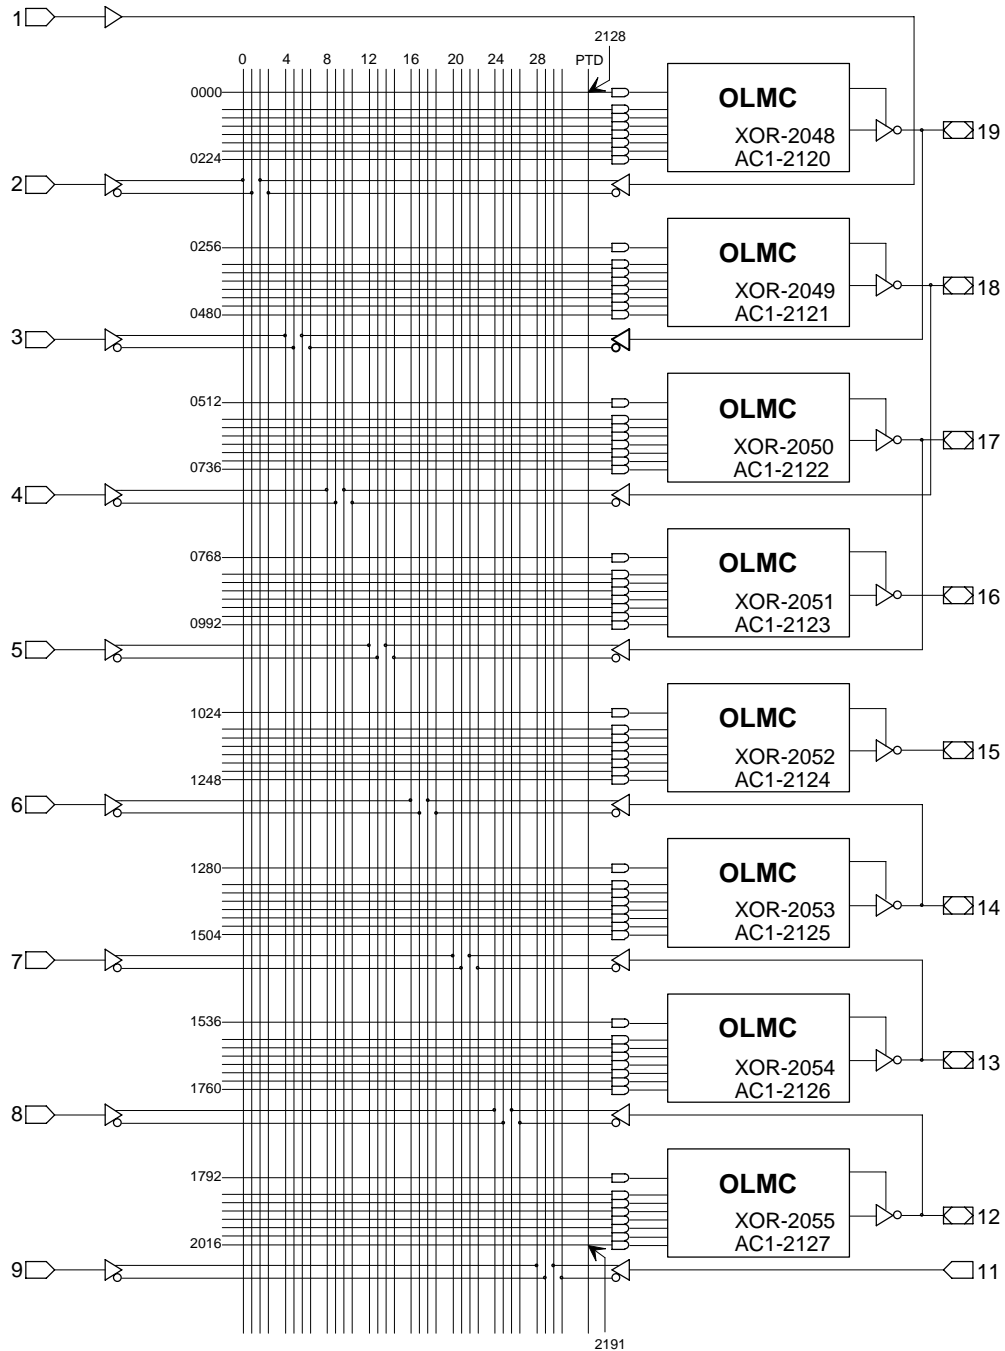 1
2128
0 4 8 12 16 20 24 28 PTD
0000
OLMC
XOR-2048
19
0224
AC1-2120
2
0256
OLMC
XOR-2049
18
0480
AC1-2121
3
0512
OLMC
XOR-2050
17
0736
AC1-2122
4
0768
OLMC
XOR-2051
16
0992
AC1-2123
5
1024
OLMC
XOR-2052
15
1248
AC1-2124
6
1280
OLMC
XOR-2053
14
1504
AC1-2125
7
1536
OLMC
XOR-2054
13
1760
AC1-2126
8
1792
OLMC
XOR-2055
12
2016
AC1-2127
9
11
2191